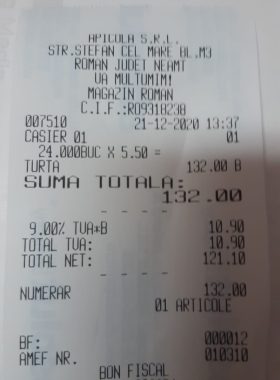 APICULA S.R.L.
STR.STEFAN CEL MARE BL.M3
ROMAN JUDET NEAMT
VA MULTUMIM!
MAGAZIN ROMAN
C.I.F.:RO9318238
007510 21-12-2020 13:37
CASIER 01 01
24.000BUC X 5.50 =
TURTA 132.00 B
SUMA TOTALA:
132.00
- - - -
9.00% TVA*B 10.90
TOTAL TVA: 10.90
TOTAL NET: 121.10
- - - -
NUMERAR 132.00
01 ARTICOLE
BF: 000012
AMEF NR. 010310
BON FISCAL